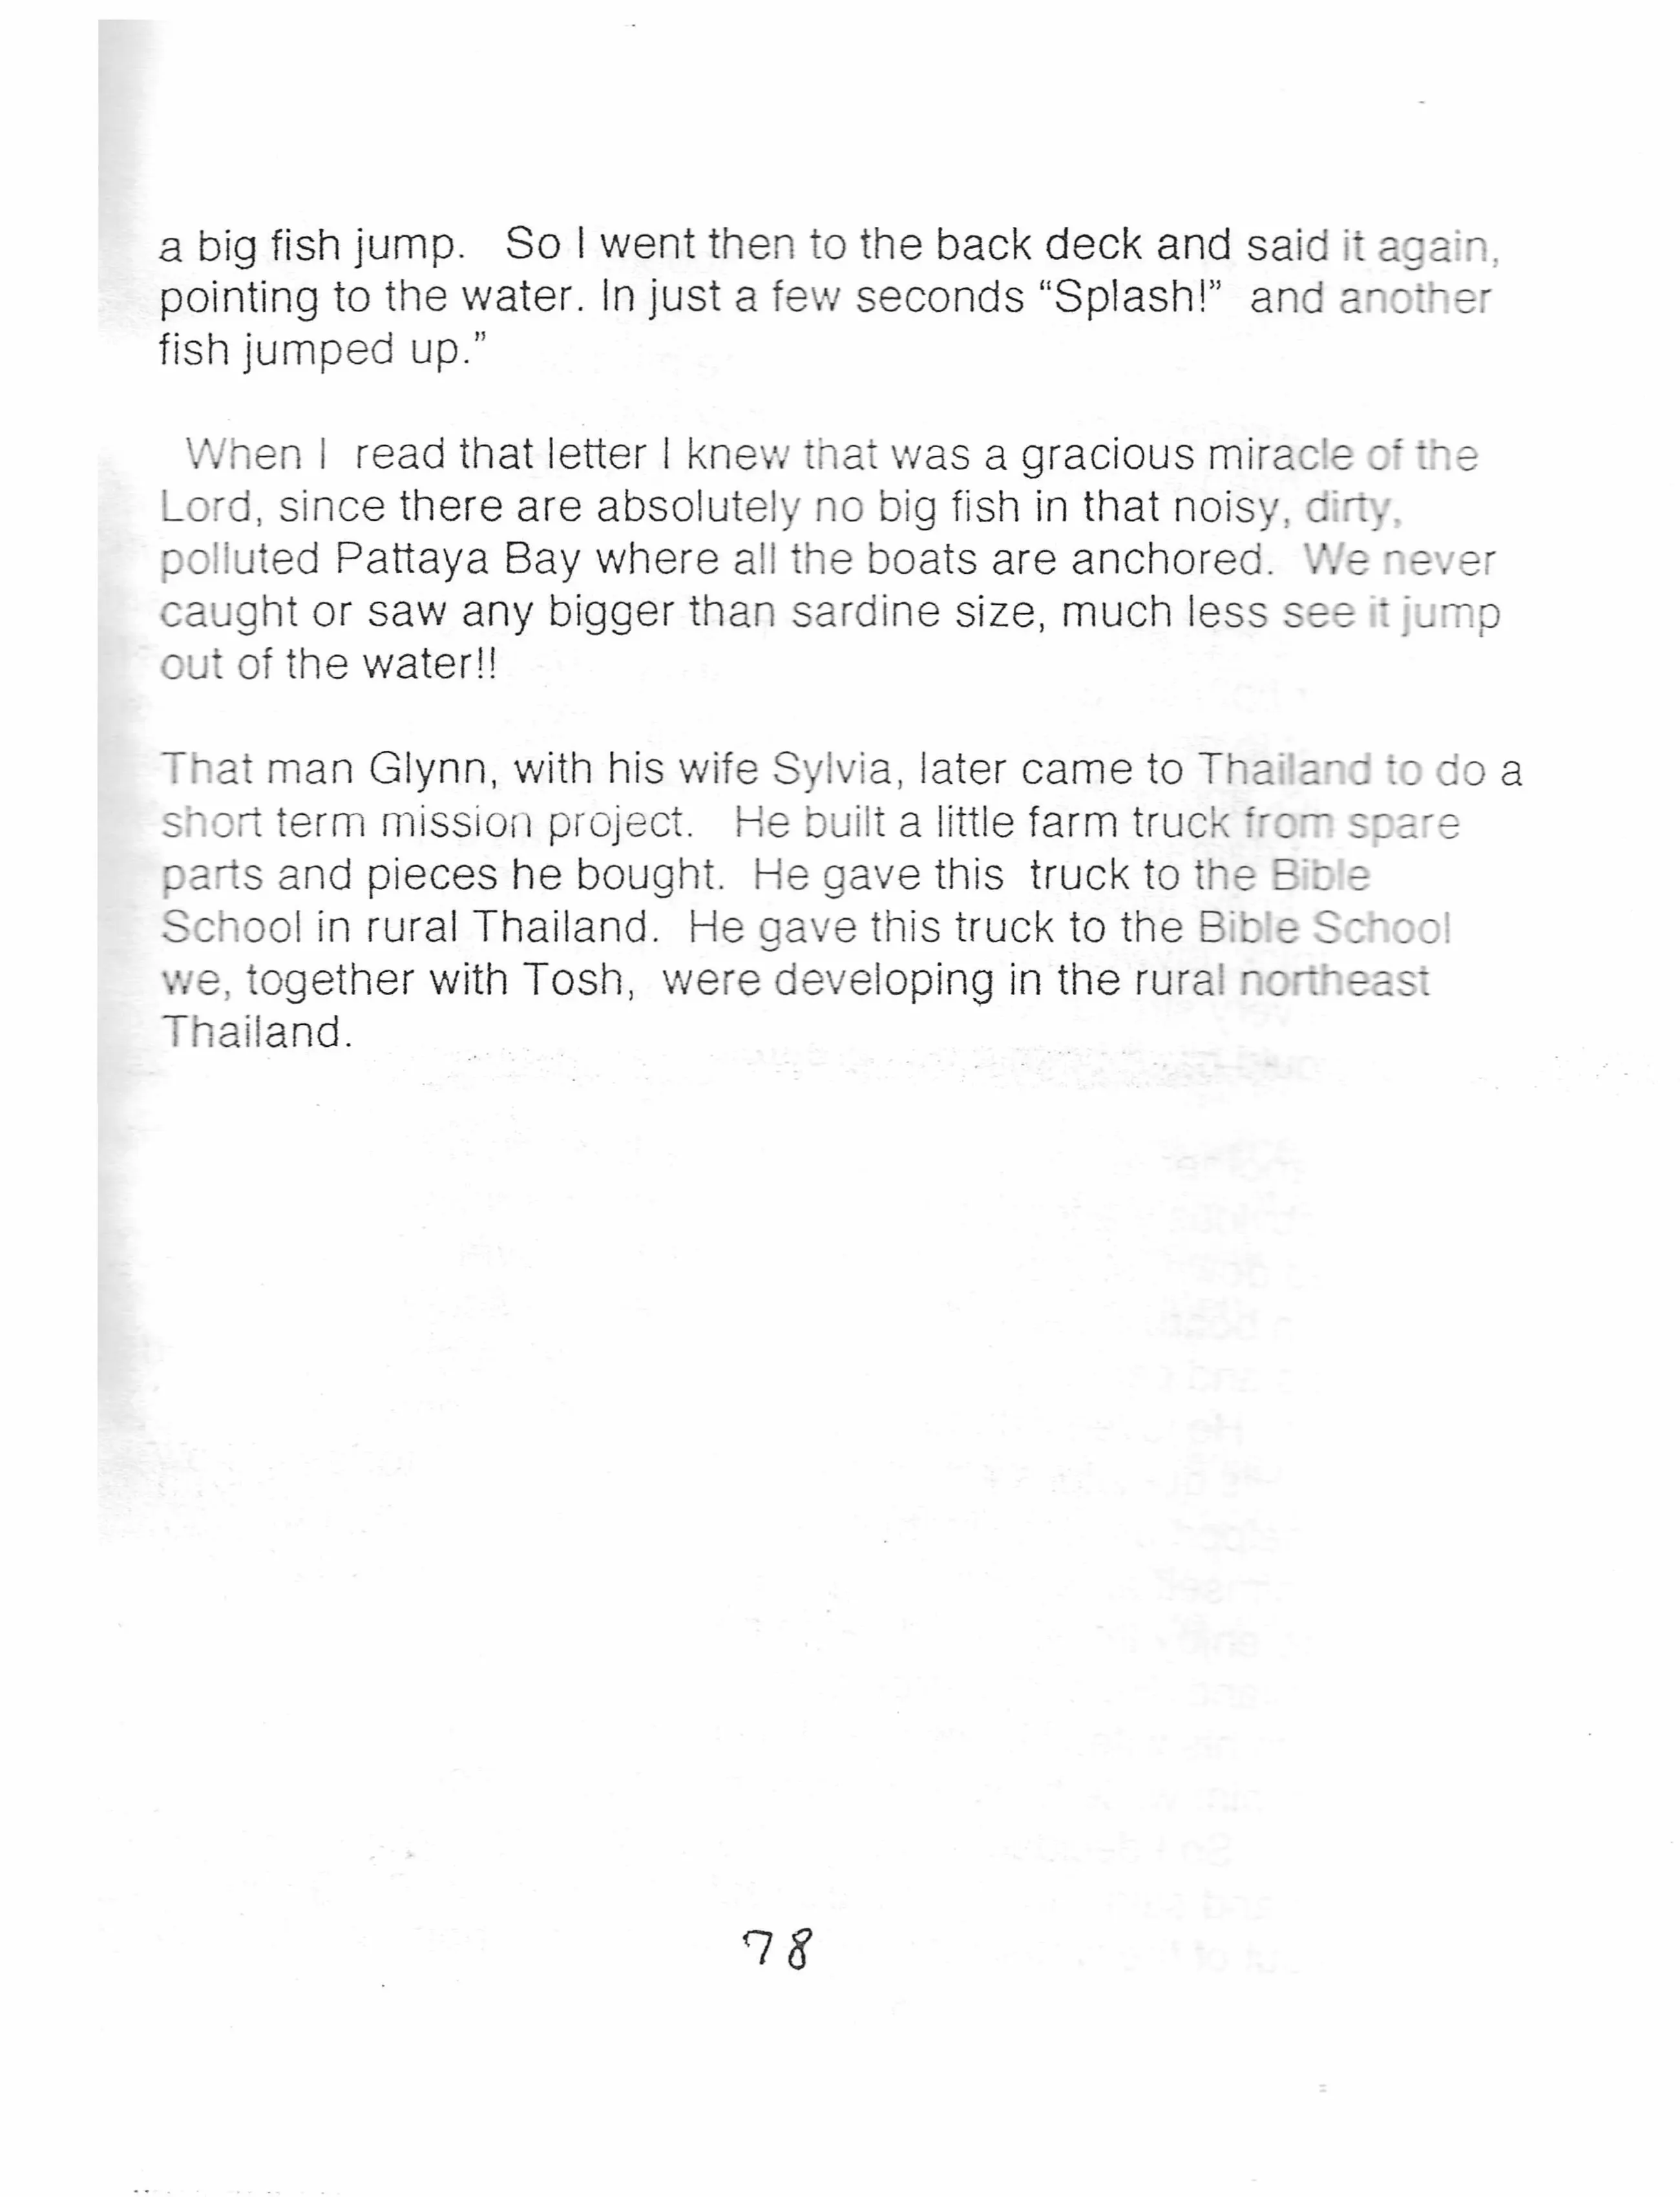 a big fish jump.   So I went then to the back deck and said it again,
pointing to the water. In just a few seconds “Splash!”  and another
fish jumped up.”
When I  read that letter I knew that was a gracious miracle of the
Lord, since there are absolutely no big fish in that noisy, dirty,
polluted Pattaya Bay where all the boats are anchored.  We never
caught or saw any bigger than sardine size, much less see it jump
out of the water!!
That man Glynn, with his wife Sylvia, later came to Thailand to do a
short term mission project.   He built a little farm truck from spare
parts and pieces he bought.  He gave this  truck to the Bible
School in rural Thailand.  He gave this truck to the Bible School
we, together with Tosh,  were developing in the rural northeast
Thailand.
78